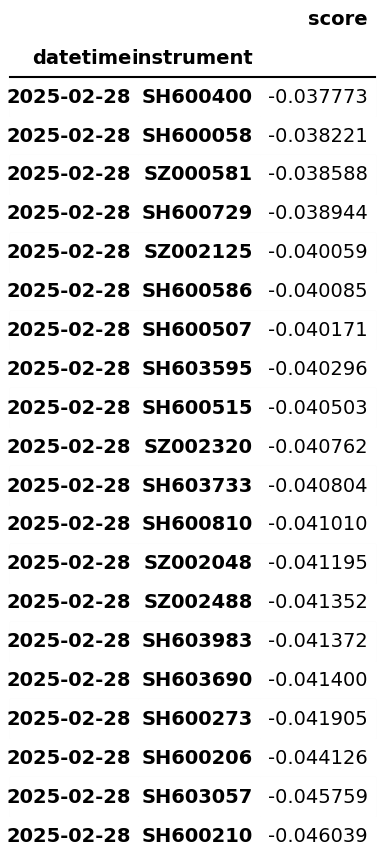 score
datetime instrument
2025-02-28 SH600400 -0.037773
2025-02-28 SH600058 -0.038221
2025-02-28 SZ000581 -0.038588
2025-02-28 SH600729 -0.038944
2025-02-28 SZ002125 -0.040059
2025-02-28 SH600586 -0.040085
2025-02-28 SH600507 -0.040171
2025-02-28 SH603595 -0.040296
2025-02-28 SH600515 -0.040503
2025-02-28 SZ002320 -0.040762
2025-02-28 SH603733 -0.040804
2025-02-28 SH600810 -0.041010
2025-02-28 SZ002048 -0.041195
2025-02-28 SZ002488 -0.041352
2025-02-28 SH603983 -0.041372
2025-02-28 SH603690 -0.041400
2025-02-28 SH600273 -0.041905
2025-02-28 SH600206 -0.044126
2025-02-28 SH603057 -0.045759
2025-02-28 SH600210 -0.046039